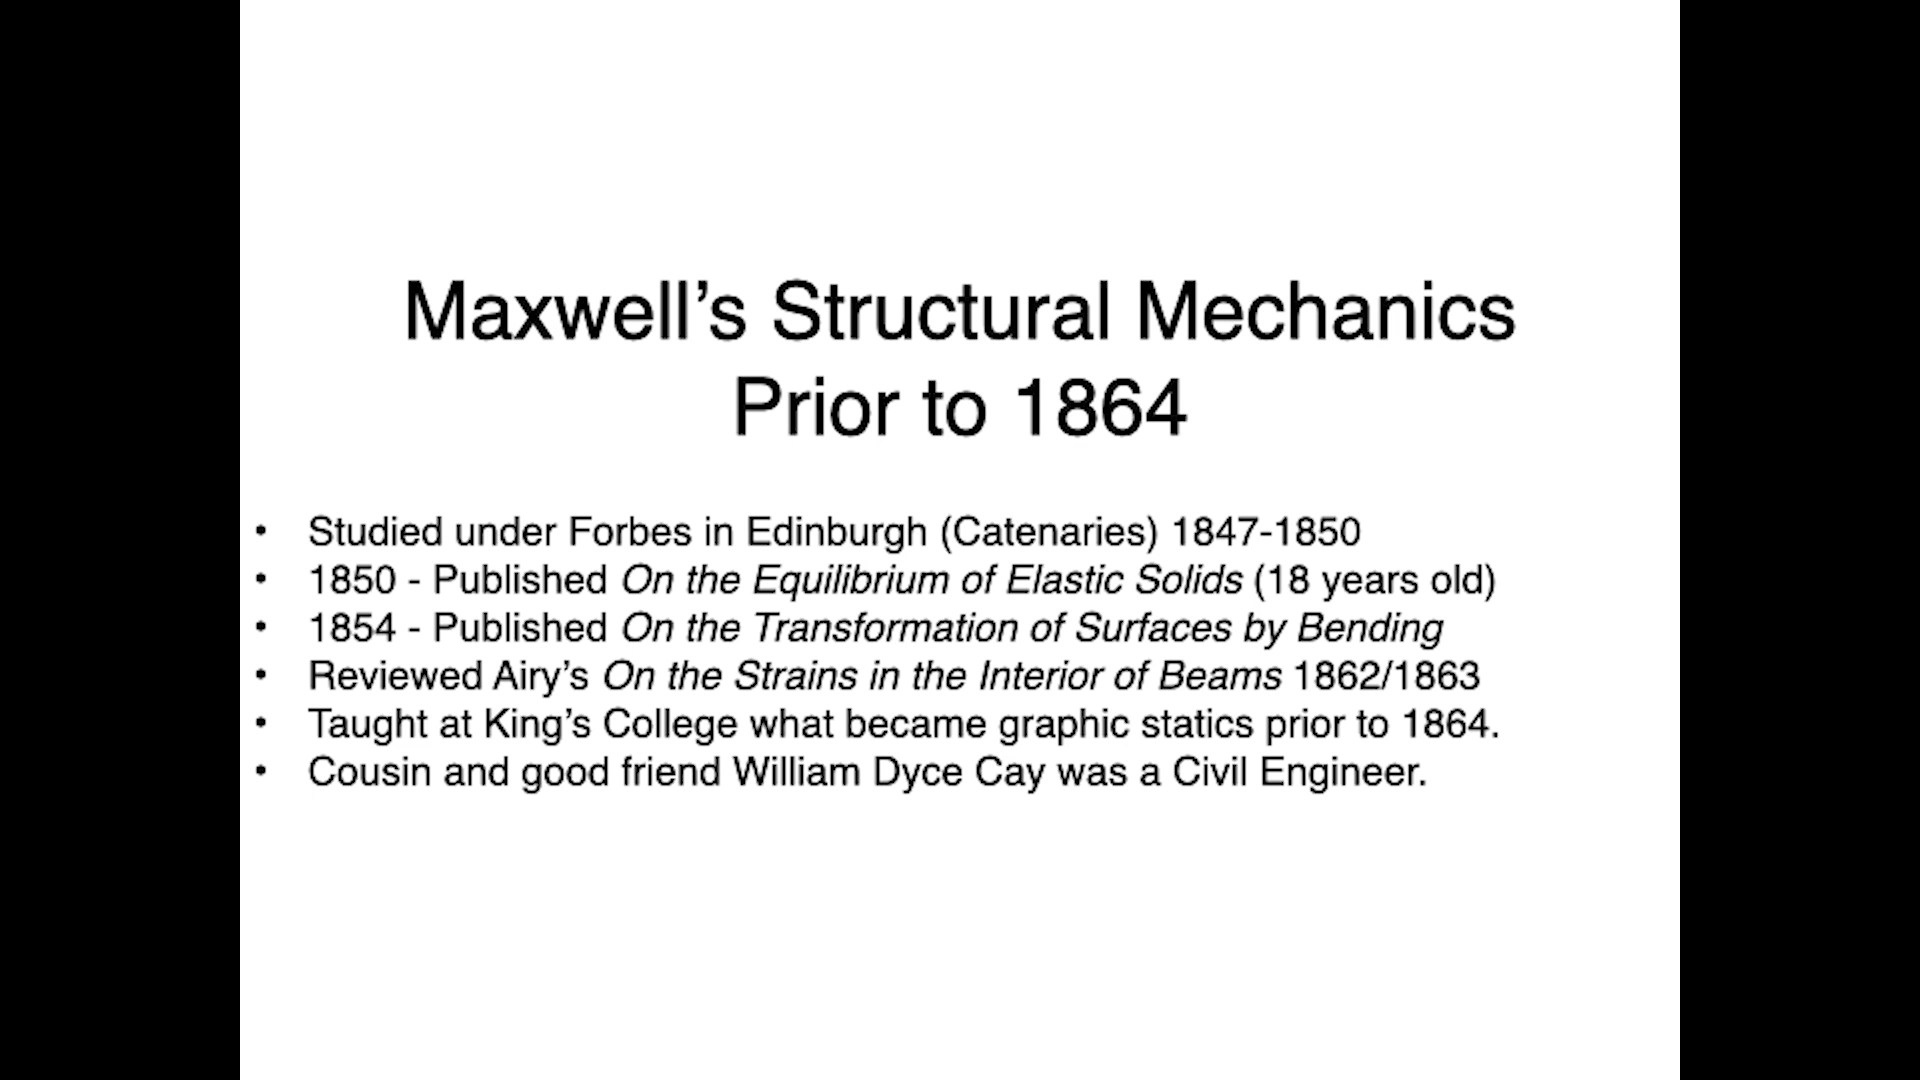 Maxwell’s Structural Mechanics
Prior to 1864
• Studied under Forbes in Edinburgh (Catenaries) 1847-1850
• 1850 - Published On the Equilibrium of Elastic Solids (18 years old)
• 1854 - Published On the Transformation of Surfaces by Bending
• Reviewed Airy’s On the Strains in the Interior of Beams 1862/1863
• Taught at King’s College what became graphic statics prior to 1864.
• Cousin and good friend William Dyce Cay was a Civil Engineer.